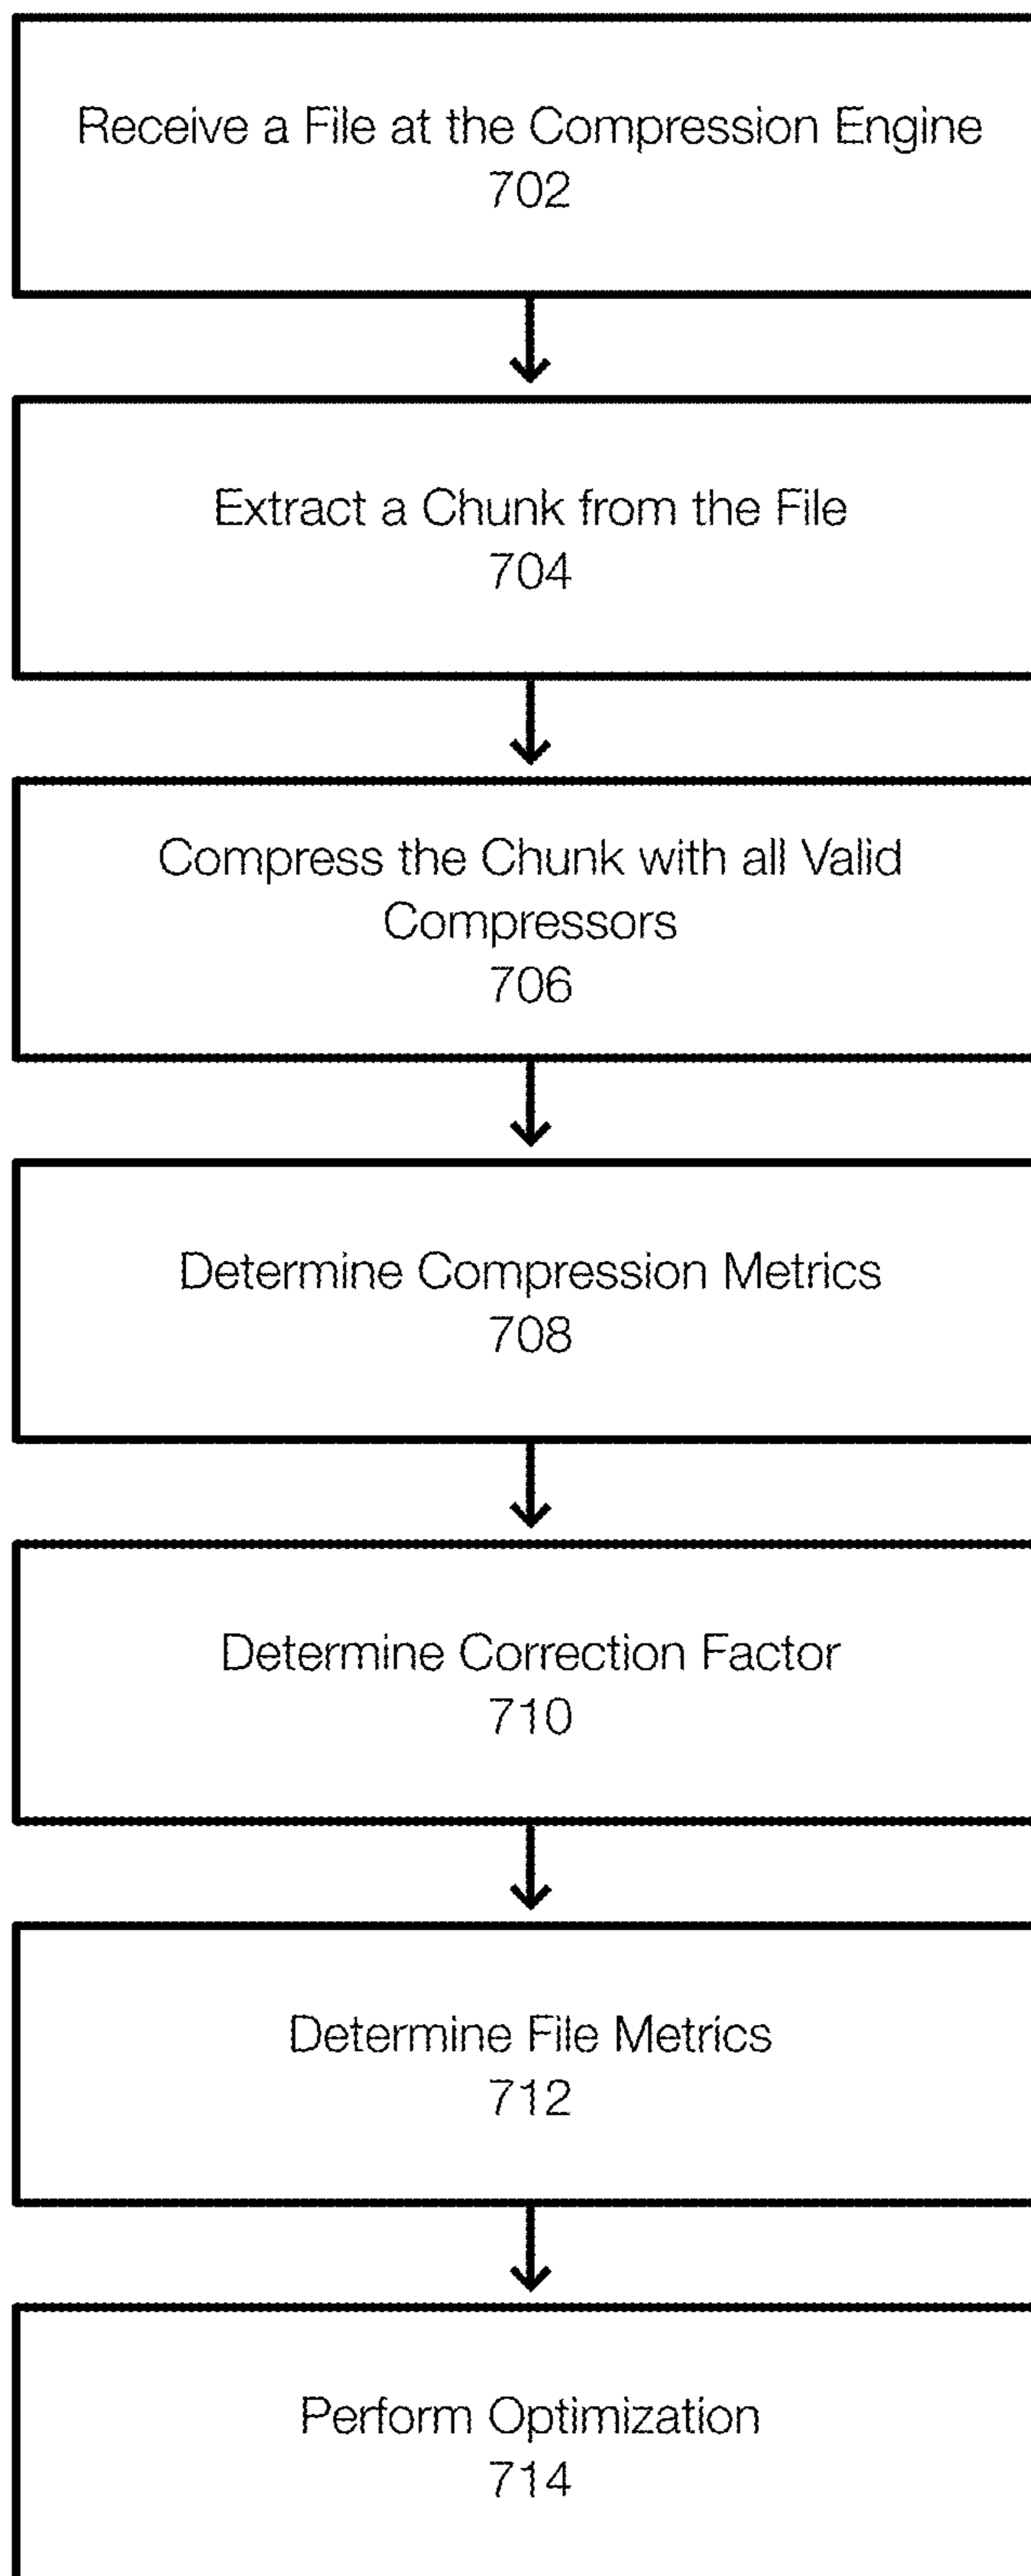 Receive a File at the Compression Engine
702
Extract a Chunk from the File
704
Compress the Chunk with all Valid
Compressors
706
Determine Compression Metrics
708
Determine Correction Factor
710
Determine File Metrics
712
Perform Optimization
714